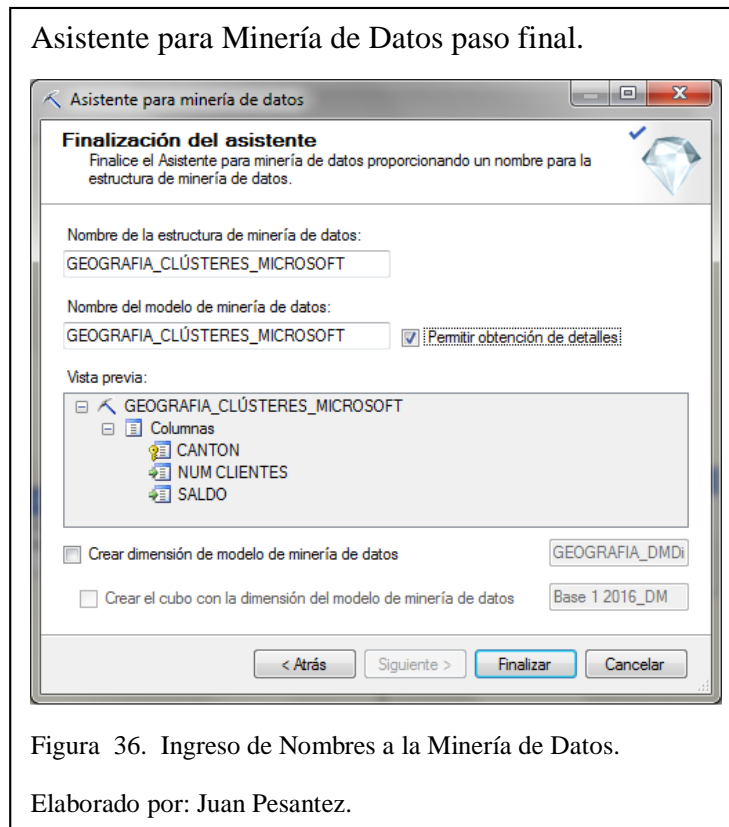 Asistente para Minería de Datos paso final.
Asistente para minería de datos
Finalización del asistente
Finalice el Asistente para minería de datos proporcionando un nombre para la
estructura de minería de datos.
Nombre de la estructura de minería de datos:
GEOGRAFIA_CLÚSTERES_MICROSOFT
Nombre del modelo de minería de datos:
GEOGRAFIA_CLÚSTERES_MICROSOFT Permitir obtención de detalles
Vista previa:
GEOGRAFIA_CLÚSTERES_MICROSOFT
Columnas
CANTON
NUM CLIENTES
SALDO
Crear dimensión de modelo de minería de datos GEOGRAFIA_DMDi
Crear el cubo con la dimensión del modelo de minería de datos Base 1 2016_DM
< Atrás Siguiente > Finalizar Cancelar
Figura 36. Ingreso de Nombres a la Minería de Datos.
Elaborado por: Juan Pesantez.